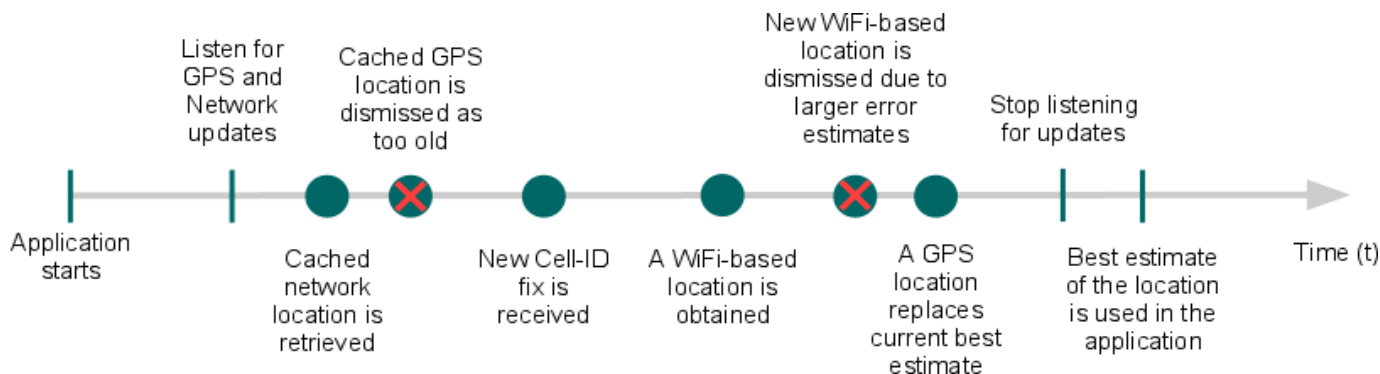 Application
starts
Listen for
GPS and
Network
updates
Cached
network
location is
retrieved
Cached GPS
location is
dismissed as
too old
New Cell-ID
fix is
received
A WiFi-based
location is
obtained
New WiFi-based
location is
dismissed due to
larger error
estimates
A GPS
location
replaces
current best
estimate
Stop listening
for updates
Best estimate
of the location
is used in the
application
Time (t)